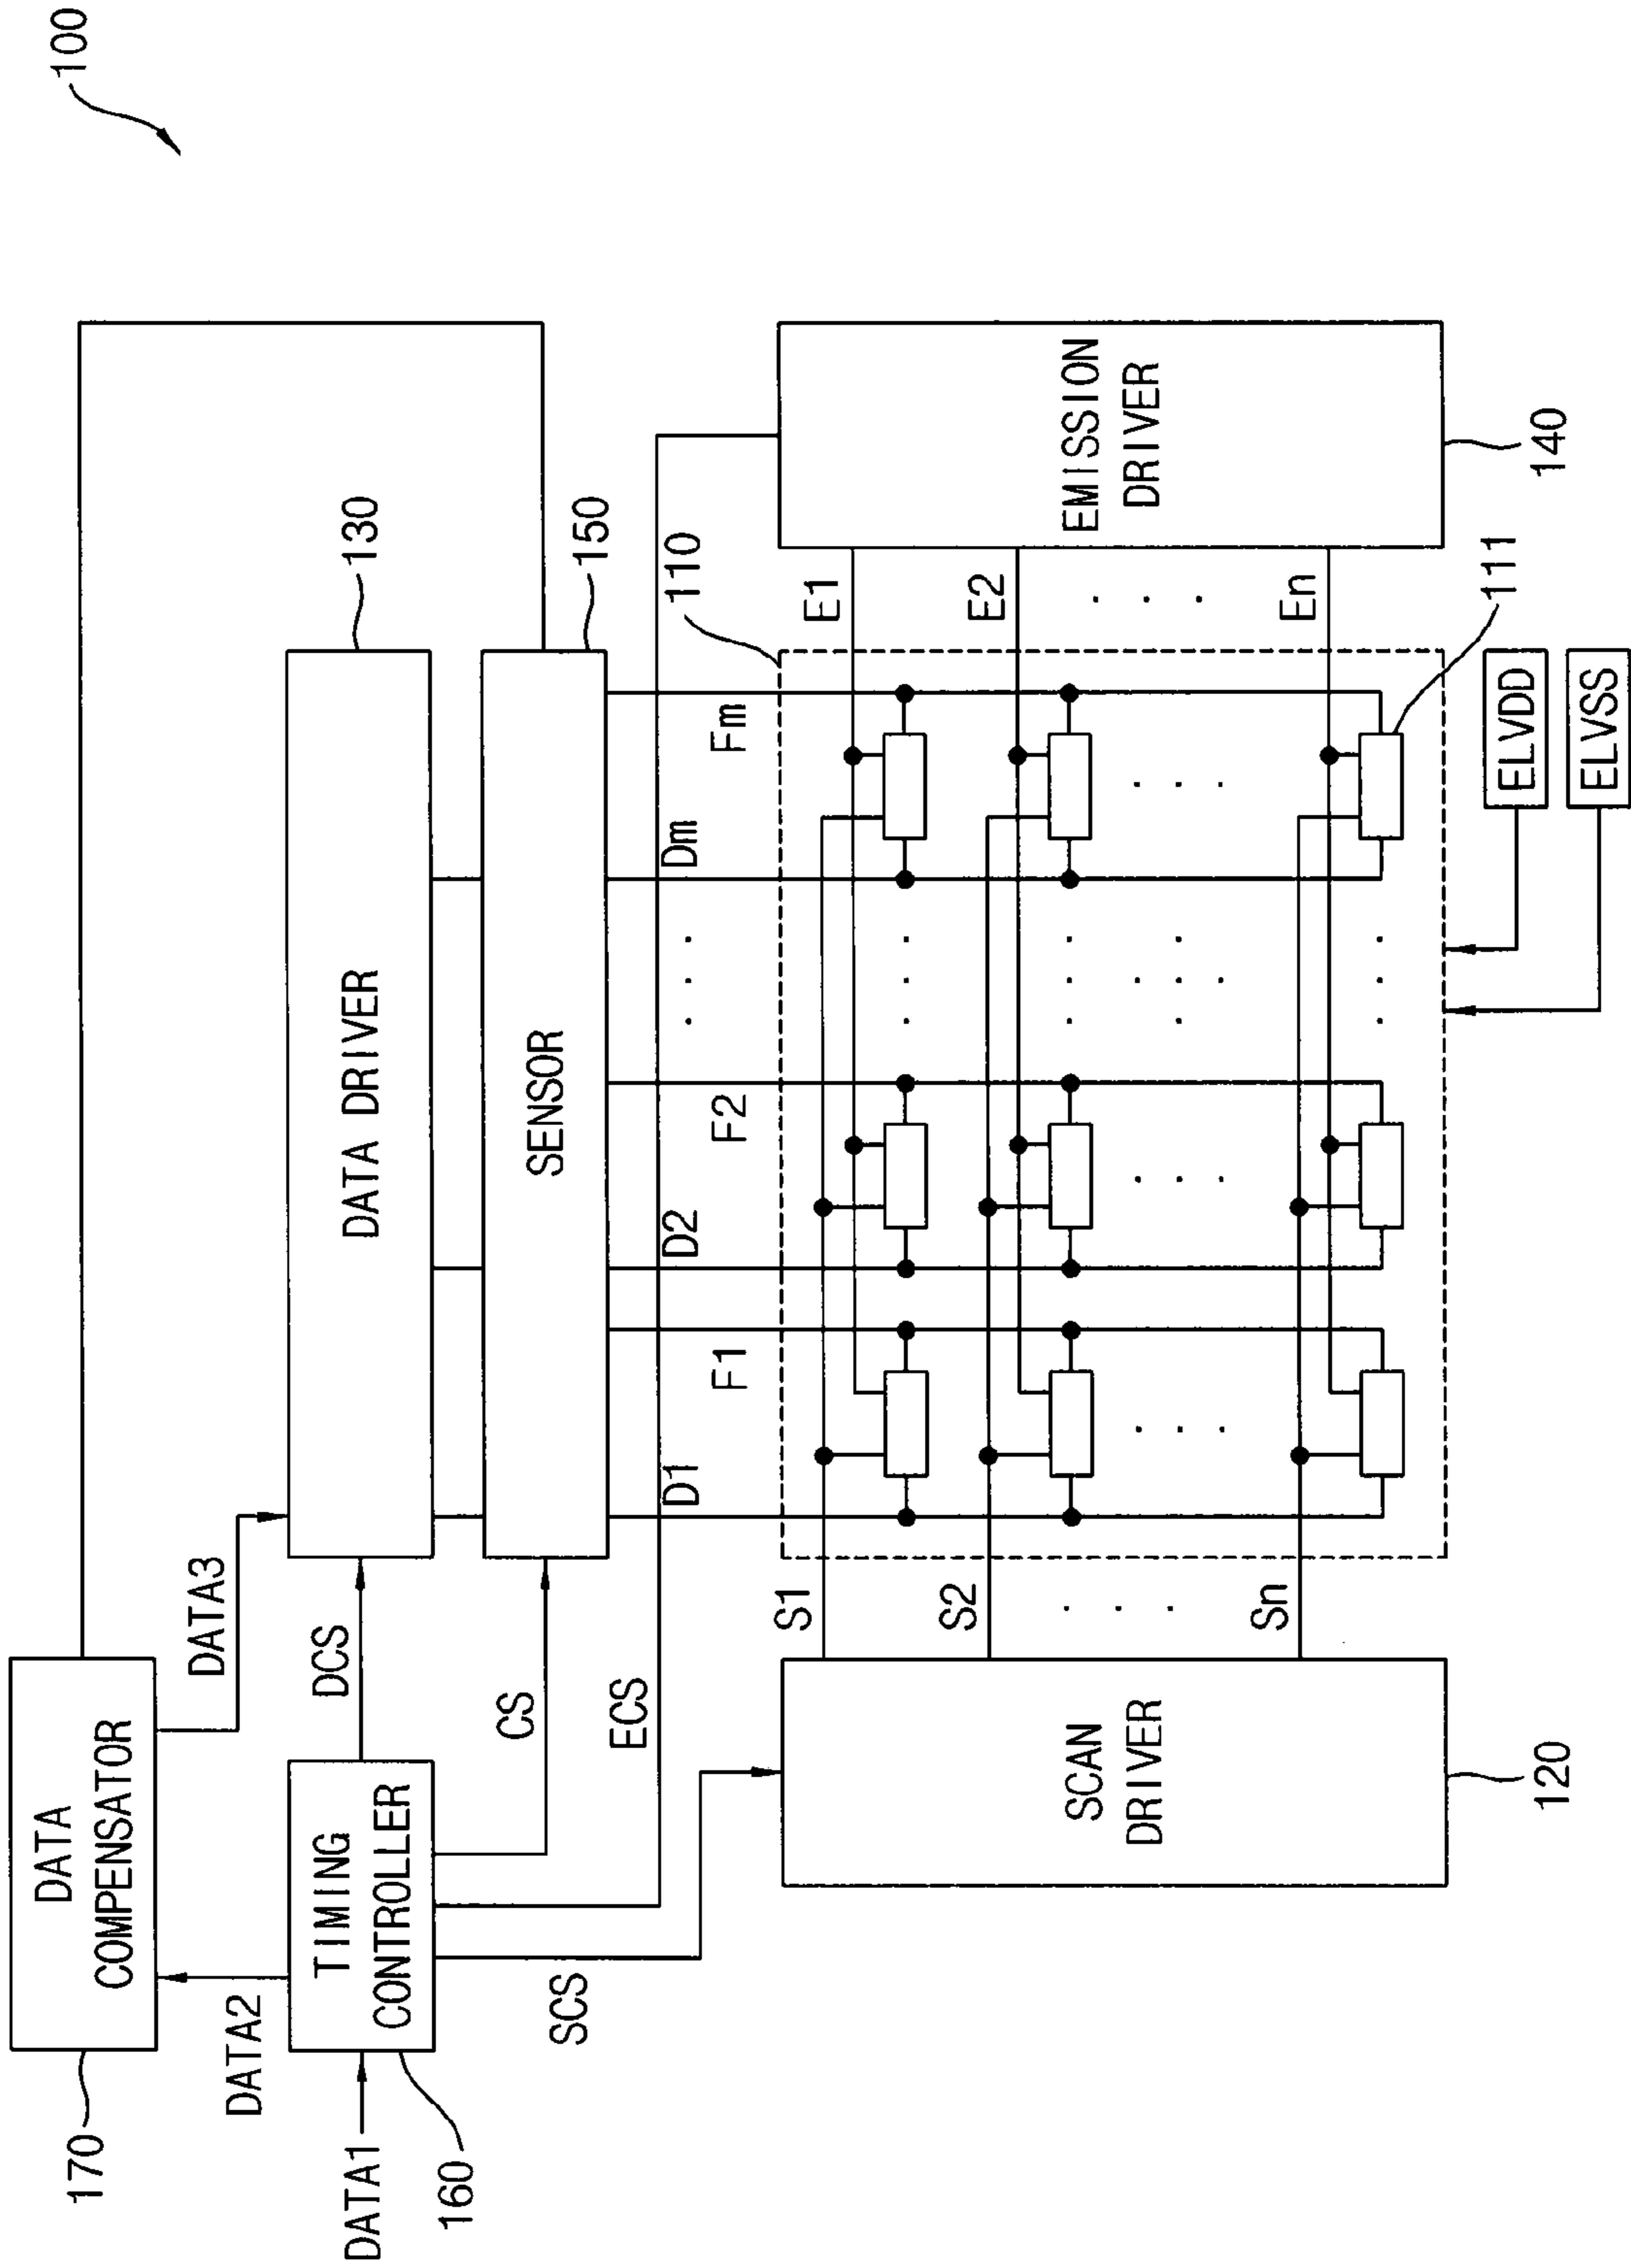 100
170
DATA
COMPENSATOR
DATA2
DATA3
DATA1
160
TIMING
CONTROLLER
DCS
CS
ECS
SCS
DATA DRIVER
130
SENSOR
150
D1
F1
D2
F2
. . .
Dm
Fm
110
SCAN
DRIVER
120
S1
S2
. . .
Sn
E1
E2
. . .
En
EMISSION
DRIVER
140
111
ELVDD
ELVSS